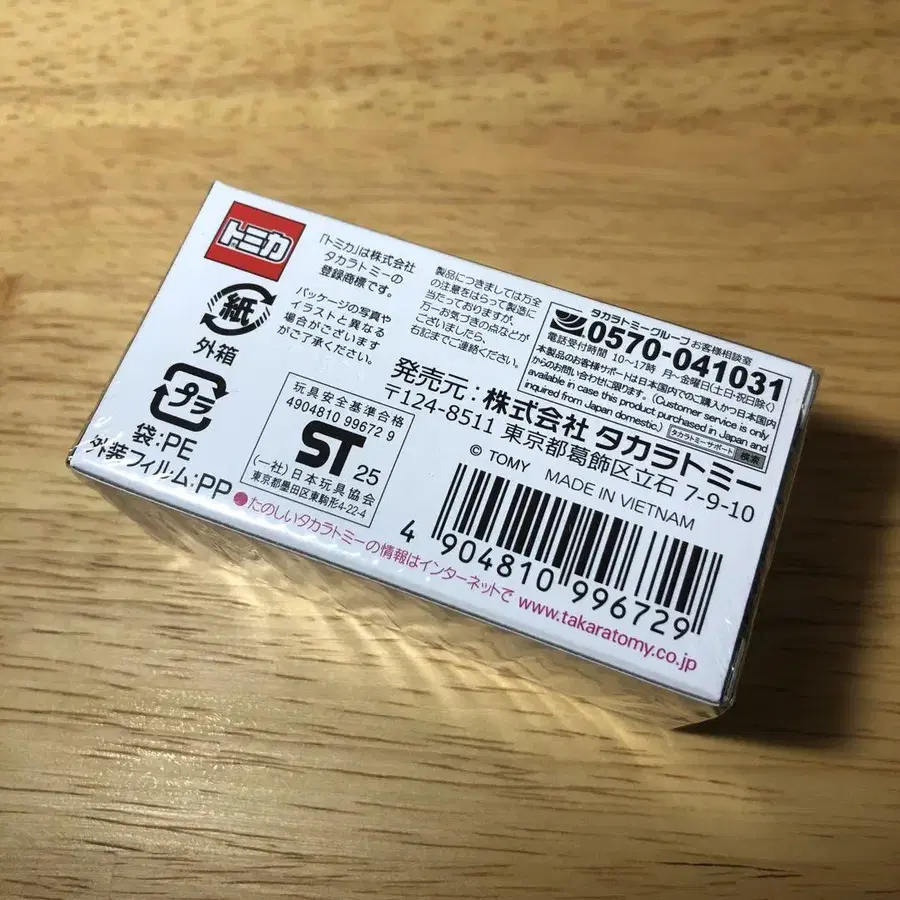 トミカ
「トミカ」は株式会社
タカラトミーの
登録商標です。
パッケージの写真や
イラストと異なる
場合がございます
がご了承ください。
製品につきましては万全
の注意をはらって製造に
当たっておりますが、
万一お気づきの点などが
ございましたら、
右記までご連絡ください。
タカラトミーグループお客様相談室
0570-041031
電話受付時間 10〜17時 月〜金曜日(土日・祝日除く)
本製品のお客様サポートは日本国内でのご購入かつ日本国内
からのお問い合わせに限ります。(Customer service is only
available in case this product purchased in Japan and
inquired from Japan domestic.)
タカラトミーサポート 検索
紙
外箱
プラ
袋:PE
外装フィルム:PP
玩具安全基準合格
4904810 99672 9
ST 25
(一社)日本玩具協会
東京都墨田区東駒形4-22-4
発売元:株式会社 タカラトミー
〒124-8511 東京都葛飾区立石 7-9-10
© TOMY MADE IN VIETNAM
4 904810 996729
●たのしいタカラトミーの情報はインターネットで www.takaratomy.co.jp